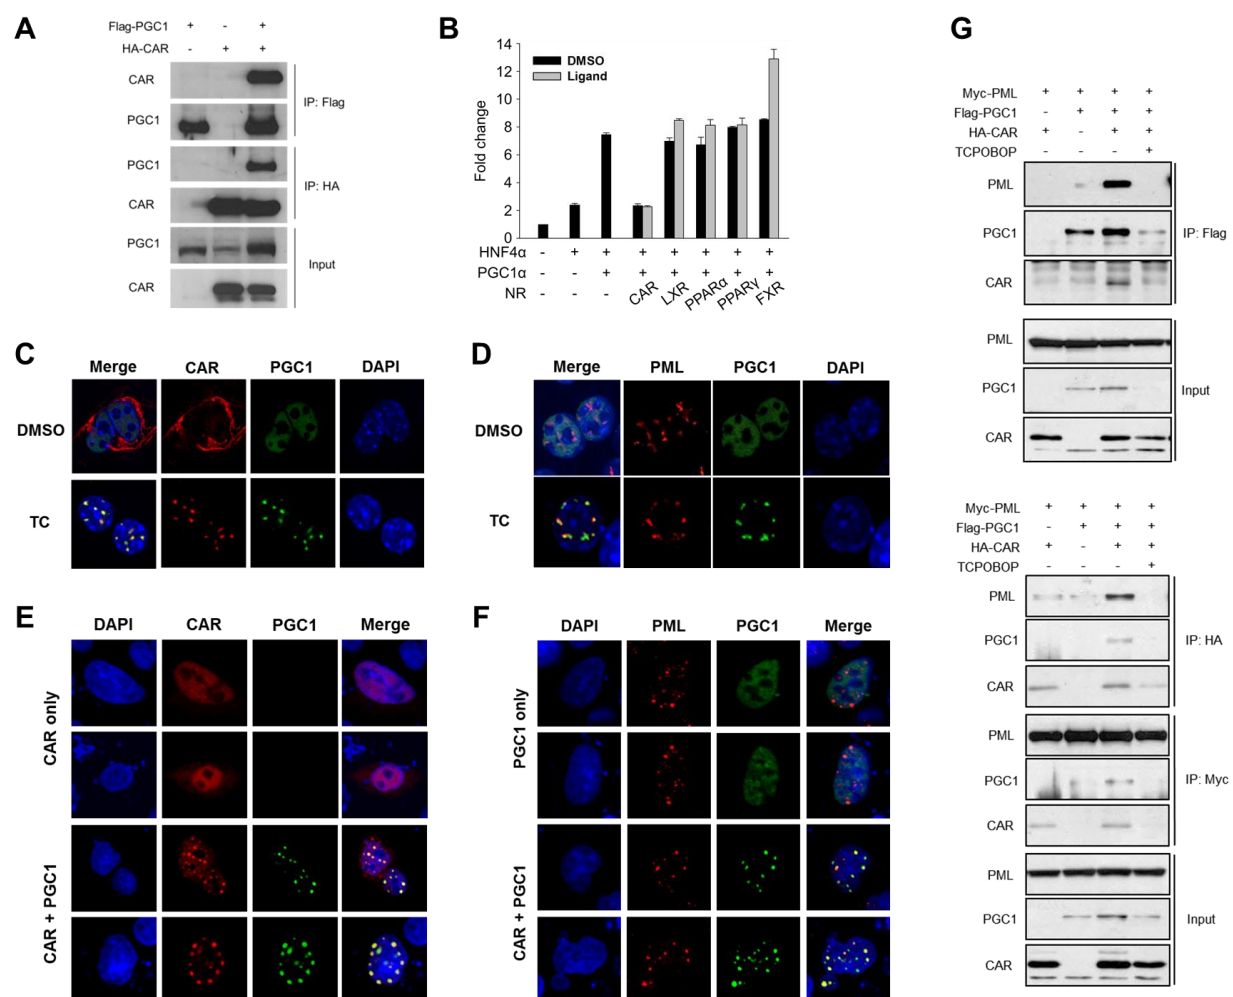 A
Flag-PGC1 + - +
HA-CAR - + +
CAR
PGC1
IP: Flag
PGC1
CAR
IP: HA
PGC1
CAR
Input
B
DMSO
Ligand
Fold change
14
12
10
8
6
4
2
0
HNF4α - + + + + + + +
PGC1α - - + + + + + +
NR - - - CAR LXR PPARα PPARγ FXR
C
Merge CAR PGC1 DAPI
DMSO
TC
D
Merge PML PGC1 DAPI
DMSO
TC
E
DAPI CAR PGC1 Merge
CAR only
CAR + PGC1
F
DAPI PML PGC1 Merge
PGC1 only
CAR + PGC1
G
Myc-PML + + + +
Flag-PGC1 - + + +
HA-CAR + - + +
TCPOBOP - - - +
PML
PGC1
CAR
IP: Flag
PML
PGC1
CAR
Input
Myc-PML + + + +
Flag-PGC1 - + + +
HA-CAR + - + +
TCPOBOP - - - +
PML
PGC1
CAR
IP: HA
PML
PGC1
CAR
IP: Myc
PML
PGC1
CAR
Input